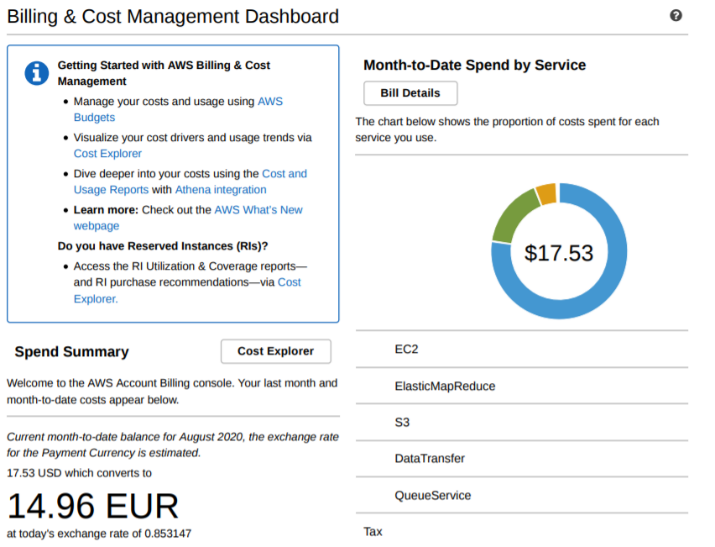 Billing & Cost Management Dashboard
?
Getting Started with AWS Billing & Cost
Management
• Manage your costs and usage using AWS
Budgets
• Visualize your cost drivers and usage trends via
Cost Explorer
• Dive deeper into your costs using the Cost and
Usage Reports with Athena integration
• Learn more: Check out the AWS What's New
webpage
Do you have Reserved Instances (RIs)?
• Access the RI Utilization & Coverage reports—
and RI purchase recommendations—via Cost
Explorer.
Spend Summary
Cost Explorer
Welcome to the AWS Account Billing console. Your last month and
month-to-date costs appear below.
Current month-to-date balance for August 2020, the exchange rate
for the Payment Currency is estimated.
17.53 USD which converts to
14.96 EUR
at today's exchange rate of 0.853147
Month-to-Date Spend by Service
Bill Details
The chart below shows the proportion of costs spent for each
service you use.
$17.53
EC2
ElasticMapReduce
S3
DataTransfer
QueueService
Tax